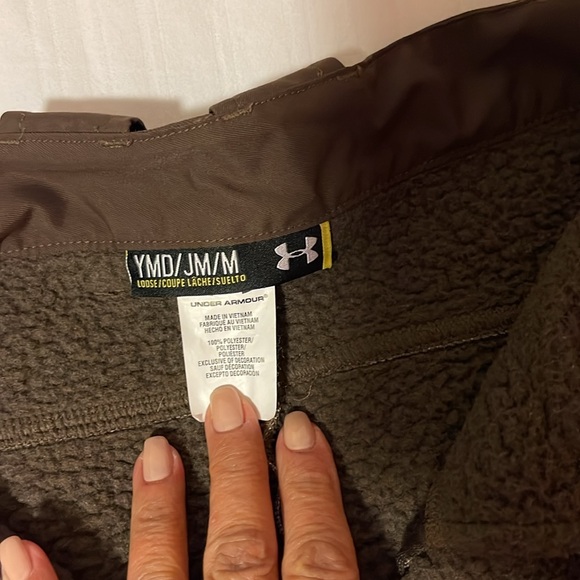 YMD/JM/M
LOOSE/COUPE LÂCHE/SUELTO
UNDER ARMOUR®
MADE IN VIETNAM
FABRIQUÉ AU VIETNAM
HECHO EN VIETNAM
100% POLYESTER/
POLYESTER/
POLIÉSTER
EXCLUSIVE OF DECORATION
SAUF DÉCORATION
EXCEPTO DECORACIÓN